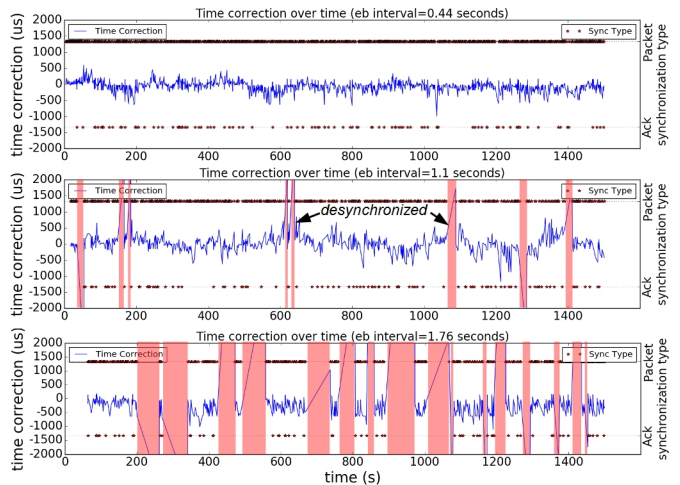 Time correction over time (eb interval=0.44 seconds)
2000
1500
1000
500
0
-500
-1000
-1500
-2000
time correction (us)
Time Correction
Sync Type
Packet
Ack
synchronization type
0
200
400
600
800
1000
1200
1400
Time correction over time (eb interval=1.1 seconds)
2000
1500
1000
500
0
-500
-1000
-1500
-2000
time correction (us)
Time Correction
desynchronized
Sync Type
Packet
Ack
synchronization type
0
200
400
600
800
1000
1200
1400
Time correction over time (eb interval=1.76 seconds)
2000
1500
1000
500
0
-500
-1000
-1500
-2000
time correction (us)
Time Correction
Sync Type
Packet
Ack
synchronization type
0
200
400
600
800
1000
1200
1400
time (s)